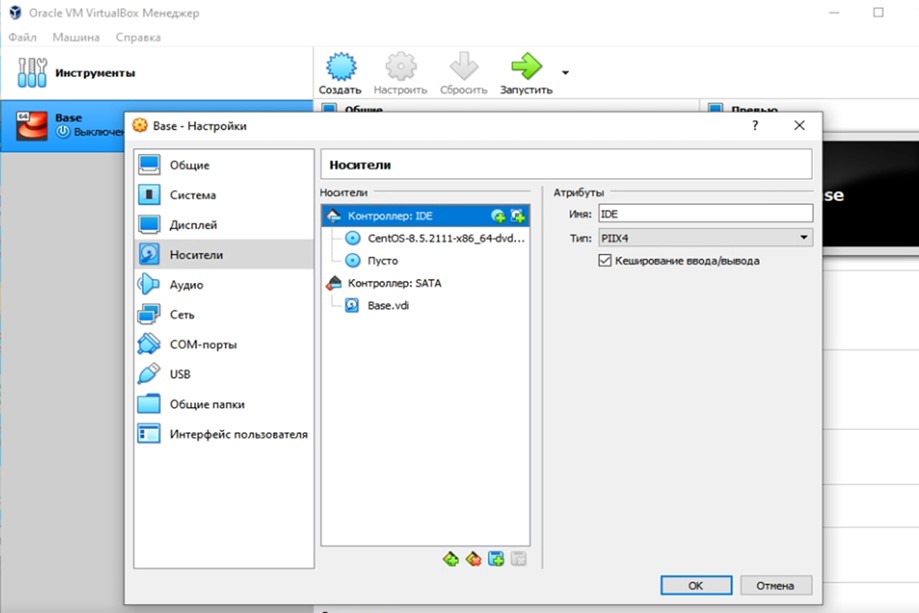 Oracle VM VirtualBox Менеджер
Файл Машина Справка
Инструменты
Создать Настроить Сбросить Запустить
64
Base
Выключен
Общие
Превью
se
Base - Настройки
?
Общие
Система
Дисплей
Носители
Аудио
Сеть
COM-порты
USB
Общие папки
Интерфейс пользователя
Носители
Носители
Контроллер: IDE
CentOS-8.5.2111-x86_64-dvd...
Пусто
Контроллер: SATA
Base.vdi
Атрибуты
Имя: IDE
Тип: PIIX4
Кеширование ввода/вывода
OK Отмена